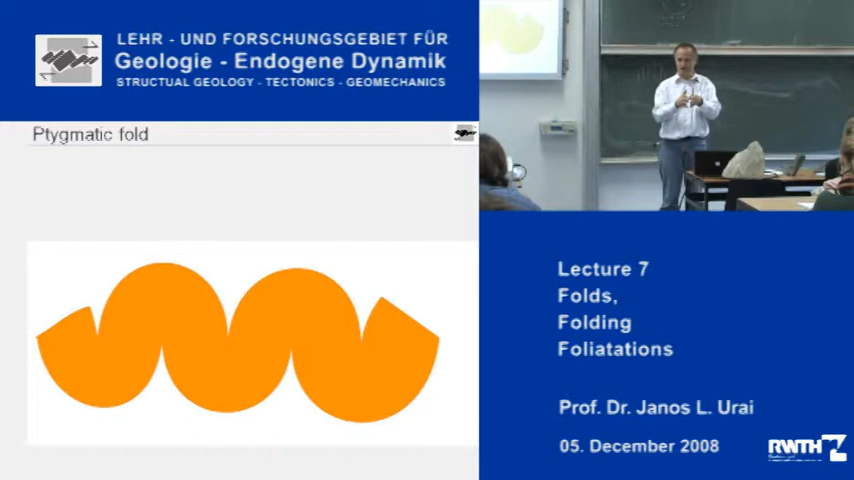 LEHR - UND FORSCHUNGSGEBIET FÜR
Geologie - Endogene Dynamik
STRUCTUAL GEOLOGY - TECTONICS - GEOMECHANICS
Ptygmatic fold
Lecture 7
Folds,
Folding
Foliatations
Prof. Dr. Janos L. Urai
05. December 2008
RWTH